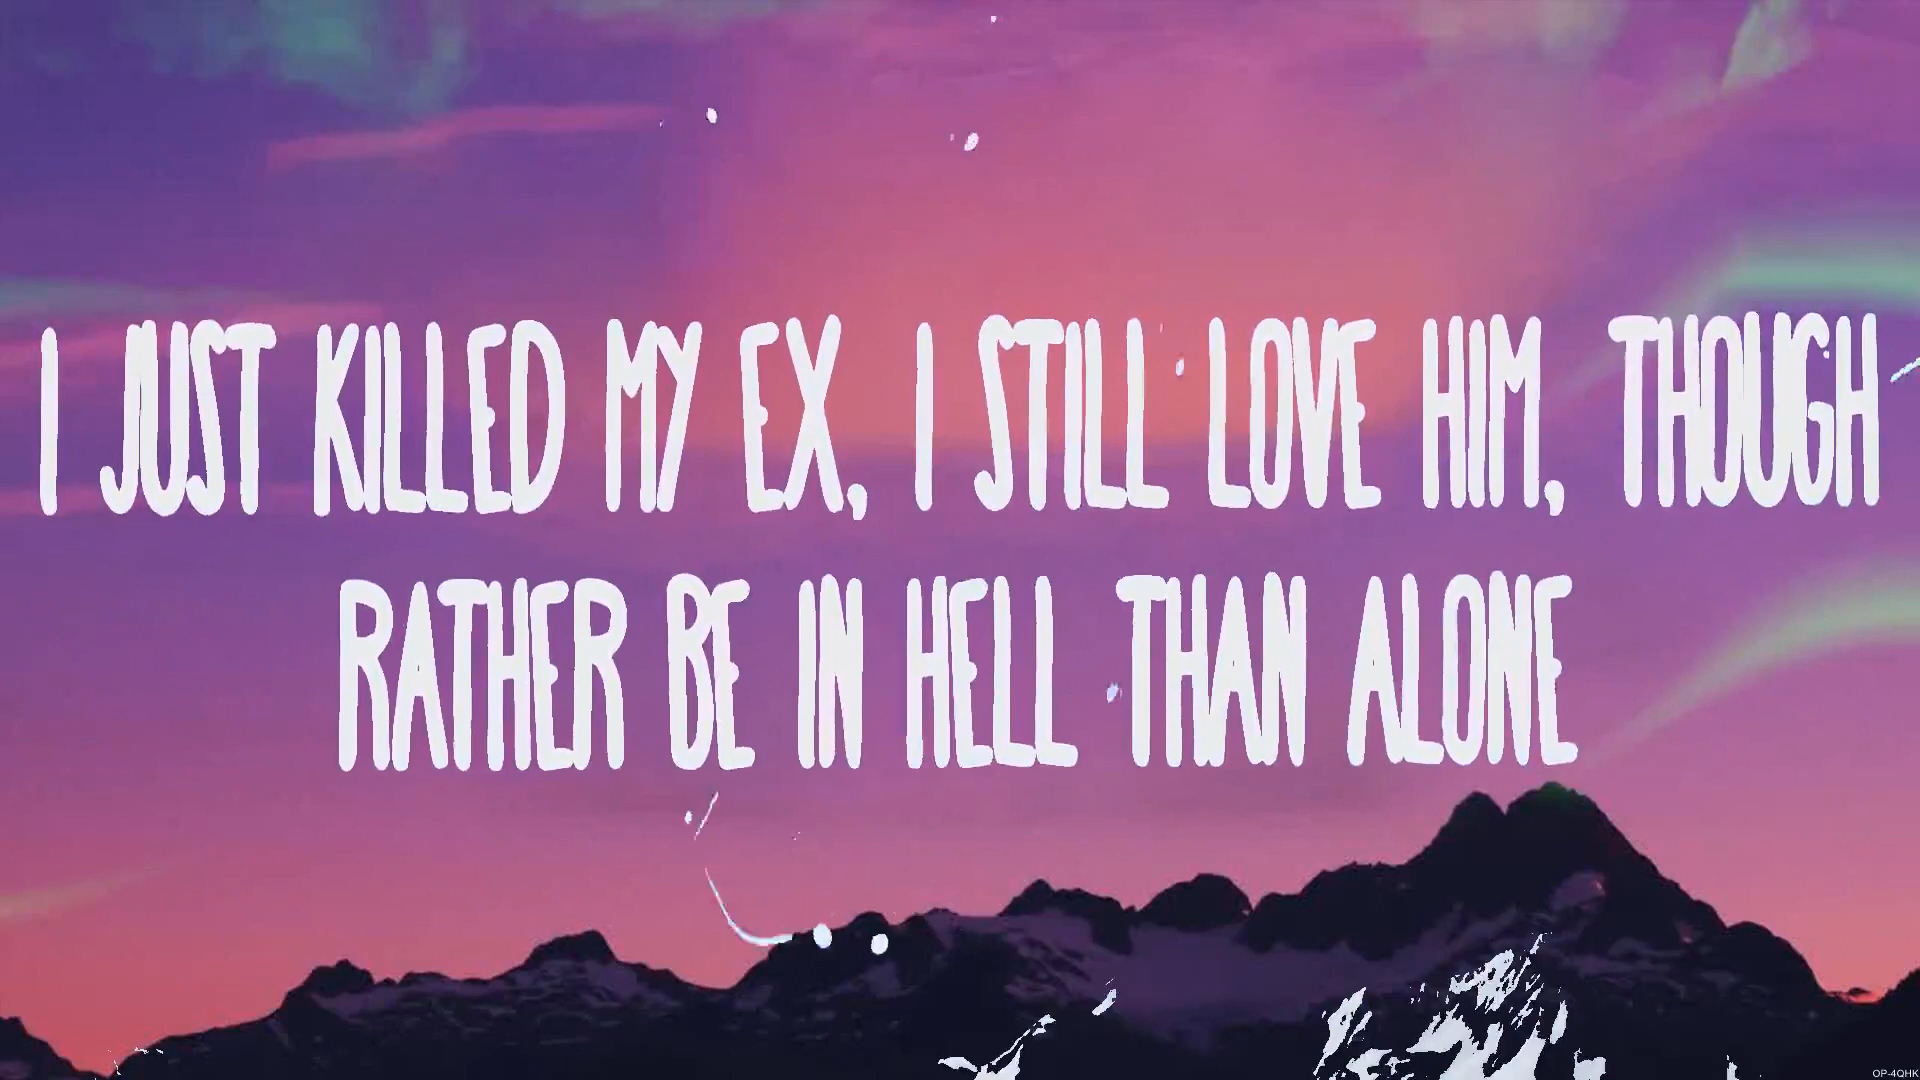 I JUST KILLED MY EX, I STILL LOVE HIM, THOUGH
RATHER BE IN HELL THAN ALONE
OP-4QHK